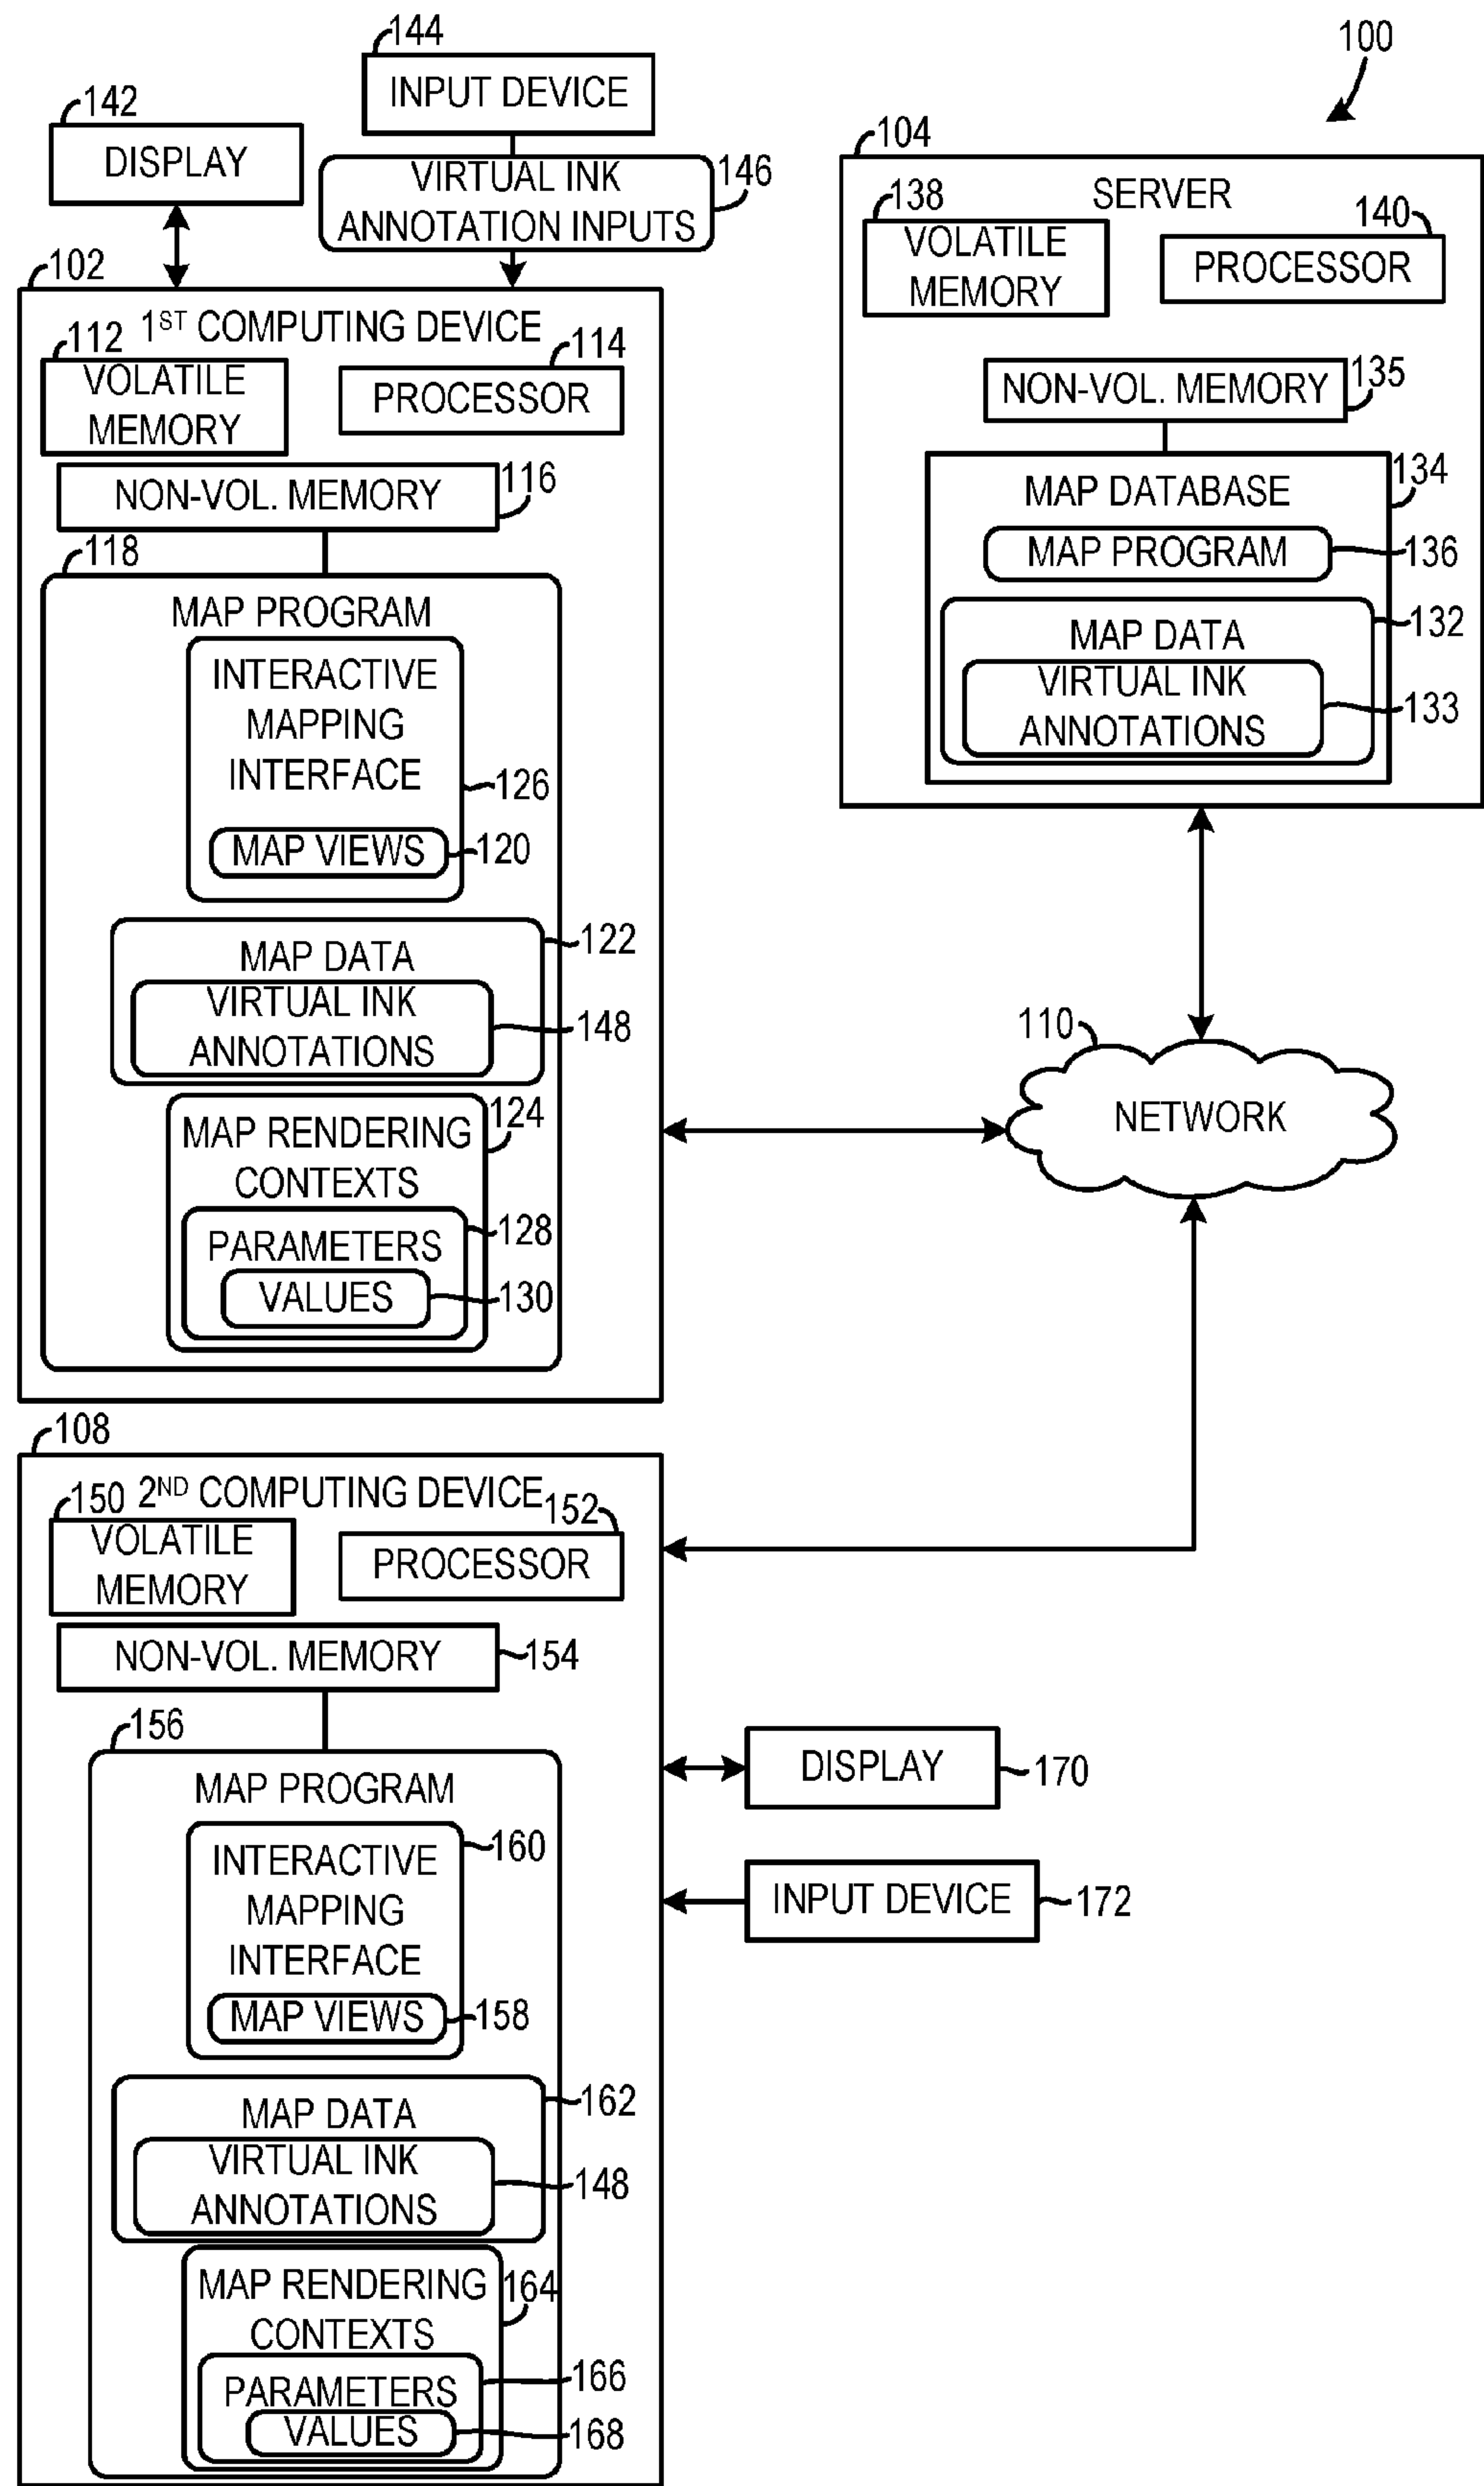 100
144
INPUT DEVICE
142
DISPLAY
VIRTUAL INK
ANNOTATION INPUTS
146
102
1ST COMPUTING DEVICE
112
VOLATILE
MEMORY
114
PROCESSOR
NON-VOL. MEMORY
116
118
MAP PROGRAM
INTERACTIVE
MAPPING
INTERFACE
126
MAP VIEWS
120
122
MAP DATA
VIRTUAL INK
ANNOTATIONS
148
124
MAP RENDERING
CONTEXTS
128
PARAMETERS
VALUES
130
104
SERVER
138
VOLATILE
MEMORY
140
PROCESSOR
NON-VOL. MEMORY
135
134
MAP DATABASE
MAP PROGRAM
136
132
MAP DATA
VIRTUAL INK
ANNOTATIONS
133
110
NETWORK
108
2ND COMPUTING DEVICE
150
VOLATILE
MEMORY
152
PROCESSOR
NON-VOL. MEMORY
154
156
MAP PROGRAM
160
INTERACTIVE
MAPPING
INTERFACE
MAP VIEWS
158
162
MAP DATA
VIRTUAL INK
ANNOTATIONS
148
MAP RENDERING
CONTEXTS
164
PARAMETERS
166
VALUES
168
DISPLAY
170
INPUT DEVICE
172